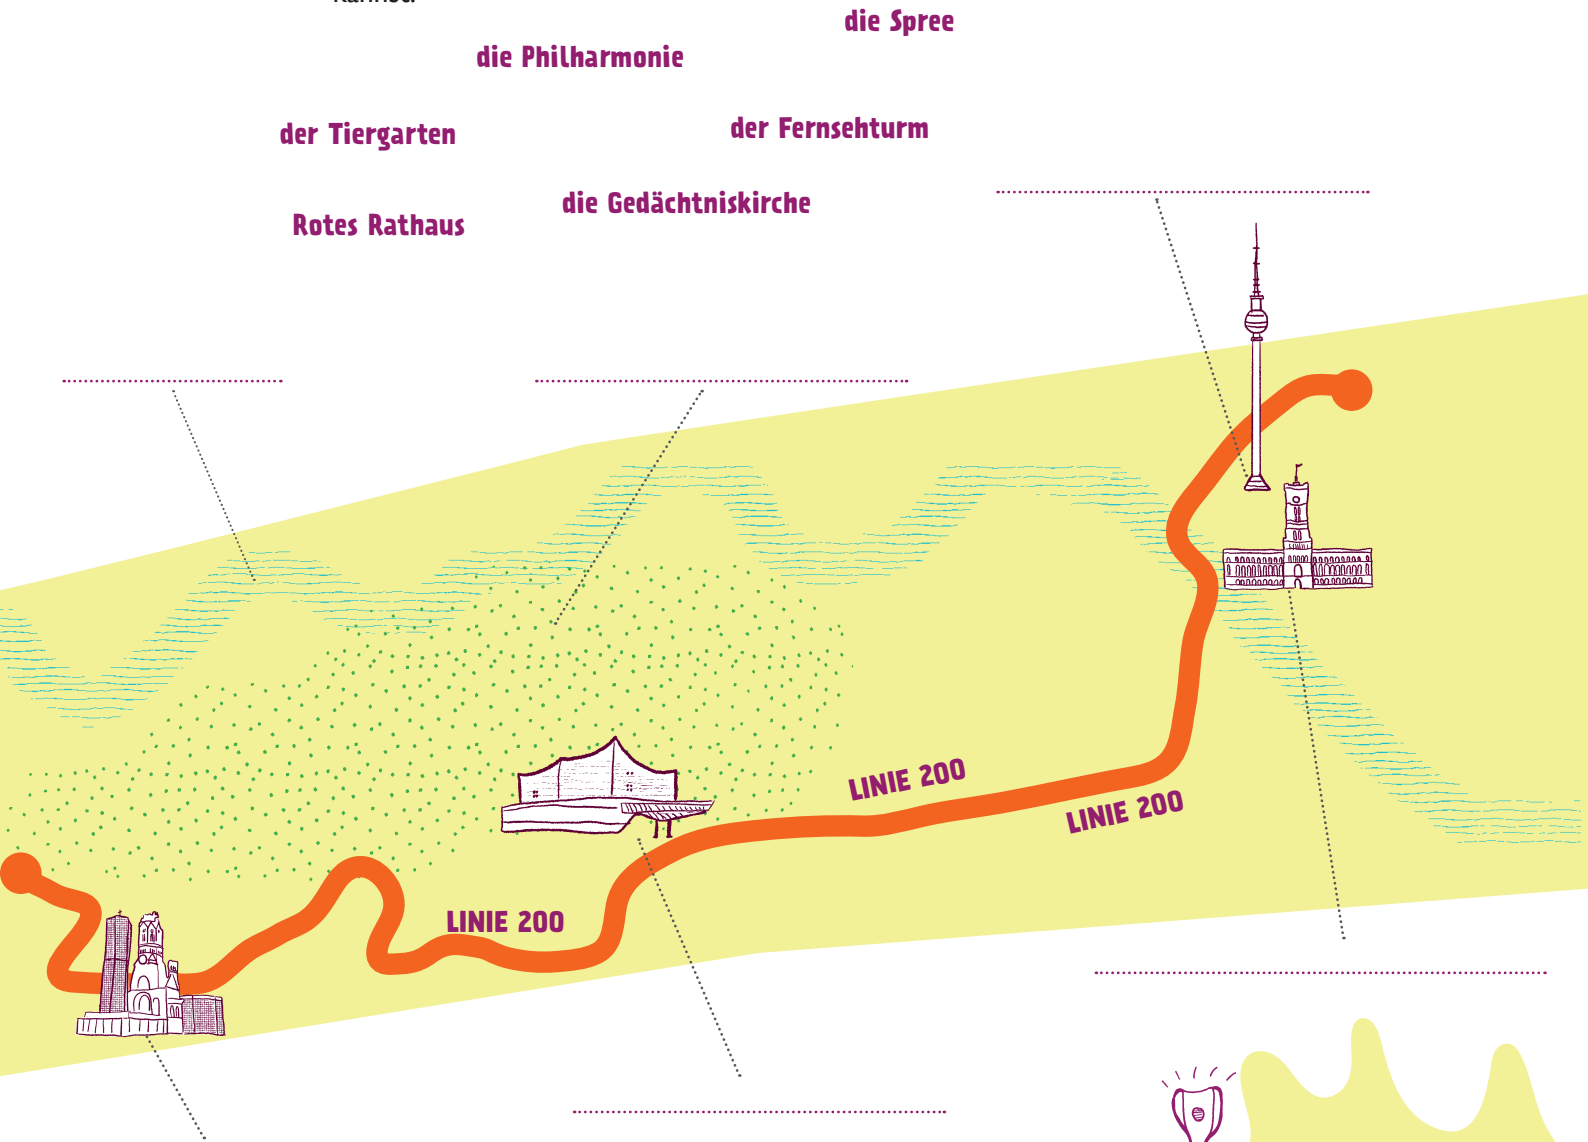 die Spree
die Philharmonie
der Tiergarten
der Fernsehturm
die Gedächtniskirche
Rotes Rathaus
LINIE 200
LINIE 200
LINIE 200